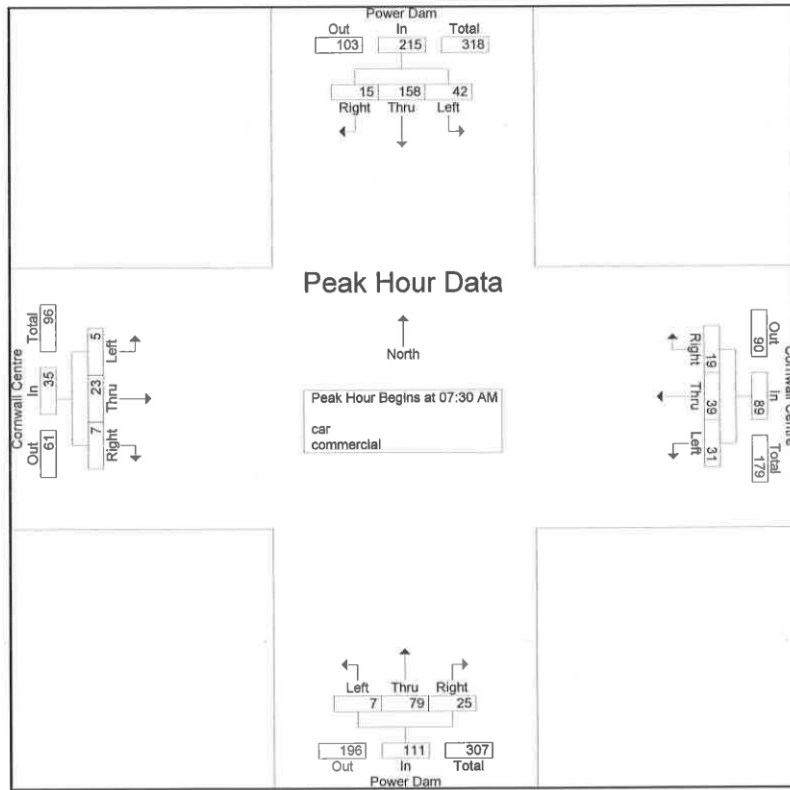 Power Dam
Out In Total
103 215 318
15 158 42
Right Thru Left
Peak Hour Data
North
Peak Hour Begins at 07:30 AM
car
commercial
Cornwall Centre
Out In Total
61 35 96
7 23 5
Right Thru Left
Cornwall Centre
Out In Total
90 89 179
19 39 31
Right Thru Left
Left Thru Right
7 79 25
196 111 307
Out In Total
Power Dam